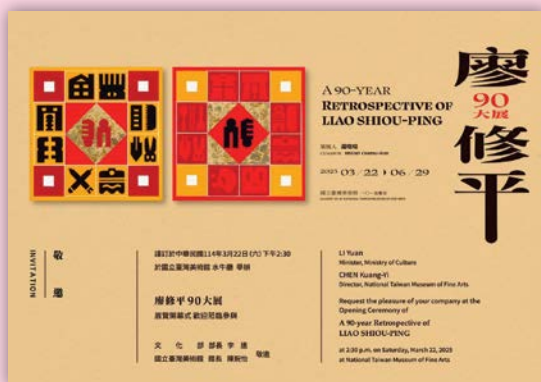 A 90-YEAR
RETROSPECTIVE OF
LIAO SHIOU-PING
廖修平
90
大展
2025 03/22 06/29
INVITATION
敬邀
謹訂於中華民國114年3月22日(六) 下午2:30
於國立臺灣美術館 水牛廳 舉辦
廖修平90大展
展覽開幕式 歡迎蒞臨參與
文化部 部長 李遠
國立臺灣美術館 館長 陳貺怡 敬邀
LI Yuan
Minister, Ministry of Culture
CHEN Kuang-Yi
Director, National Taiwan Museum of Fine Arts
Request the pleasure of your company at the
Opening Ceremony of
A 90-year Retrospective of
LIAO SHIOU-PING
at 2:30 p.m. on Saturday, March 22, 2025
at National Taiwan Museum of Fine Arts